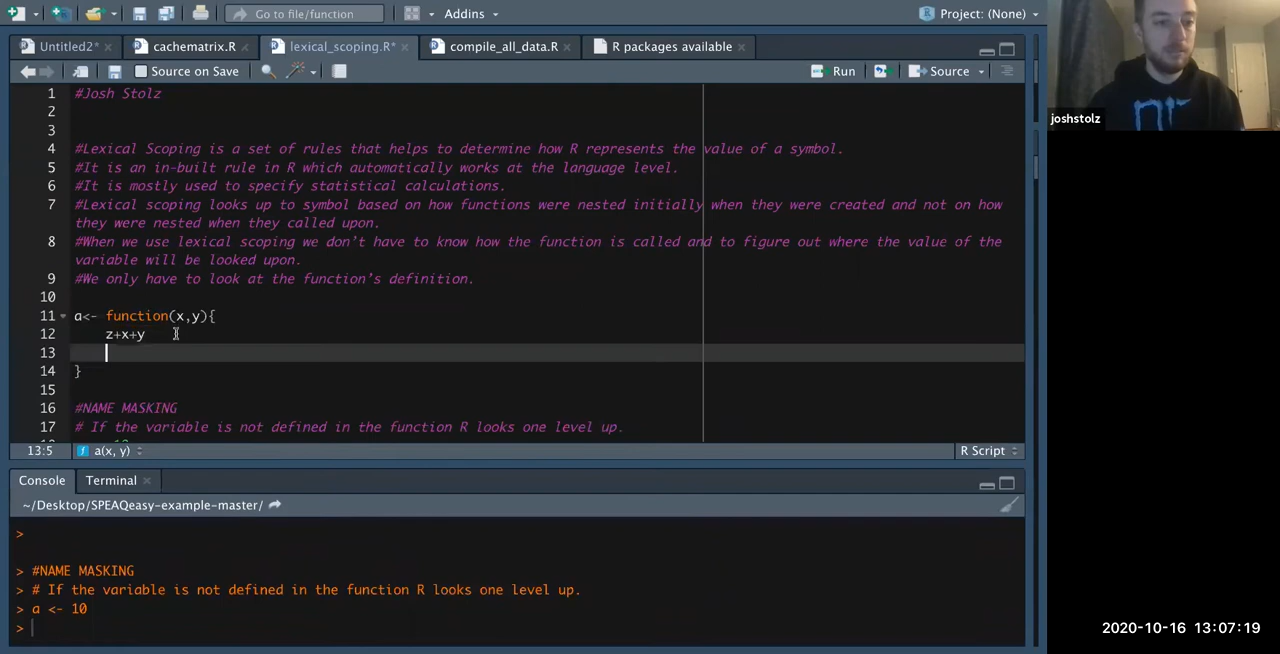 Go to file/function
Addins
Project: (None)
Untitled2*
cachematrix.R
lexical_scoping.R*
compile_all_data.R
R packages available
Source on Save
Run
Source
1 #Josh Stolz
2
3
4 #Lexical Scoping is a set of rules that helps to determine how R represents the value of a symbol.
5 #It is an in-built rule in R which automatically works at the language level.
6 #It is mostly used to specify statistical calculations.
7 #Lexical scoping looks up to symbol based on how functions were nested initially when they were created and not on how
they were nested when they called upon.
8 #When we use lexical scoping we don't have to know how the function is called and to figure out where the value of the
variable will be looked upon.
9 #We only have to look at the function's definition.
10
11 a<- function(x,y){
12 z+x+y
13
14 }
15
16 #NAME MASKING
17 # If the variable is not defined in the function R looks one level up.
13:5
a(x, y)
R Script
Console
Terminal
~/Desktop/SPEAQeasy-example-master/
>
> #NAME MASKING
> # If the variable is not defined in the function R looks one level up.
> a <- 10
>
joshstolz
2020-10-16 13:07:19